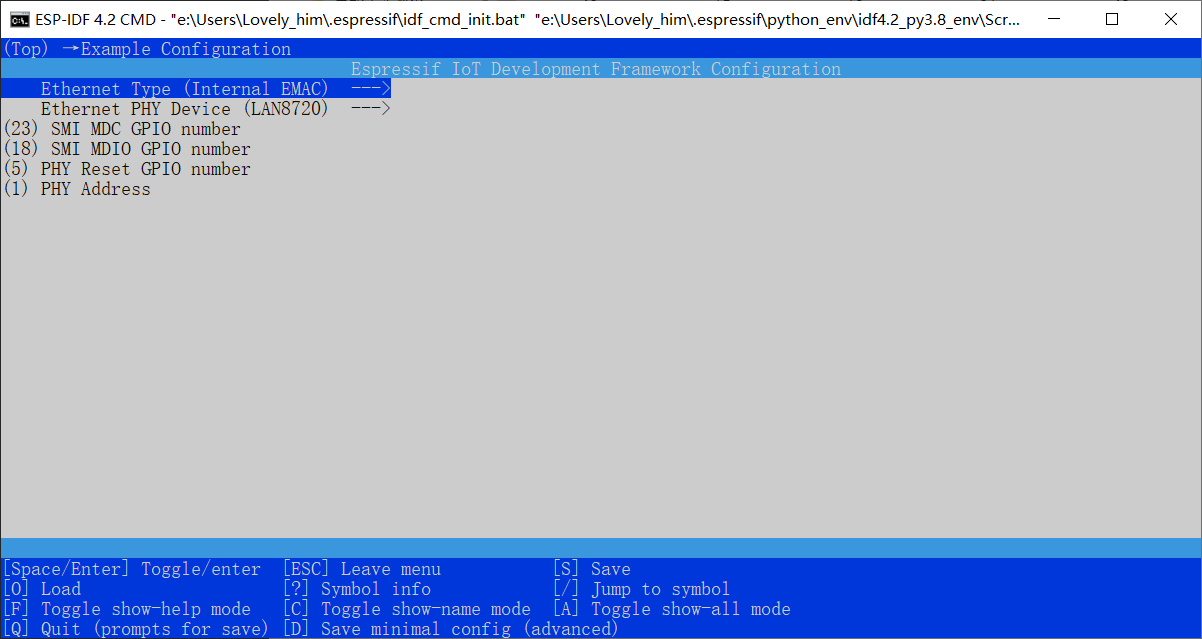 ESP-IDF 4.2 CMD - "e:\Users\Lovely_him\.espressif\idf_cmd_init.bat"  "e:\Users\Lovely_him\.espressif\python_env\idf4.2_py3.8_env\Scr...
(Top) →Example Configuration
Espressif IoT Development Framework Configuration
Ethernet Type (Internal EMAC)  --->
Ethernet PHY Device (LAN8720)  --->
(23) SMI MDC GPIO number
(18) SMI MDIO GPIO number
(5) PHY Reset GPIO number
(1) PHY Address
[Space/Enter] Toggle/enter  [ESC] Leave menu  [S] Save
[O] Load  [?] Symbol info  [/] Jump to symbol
[F] Toggle show-help mode  [C] Toggle show-name mode  [A] Toggle show-all mode
[Q] Quit (prompts for save)  [D] Save minimal config (advanced)